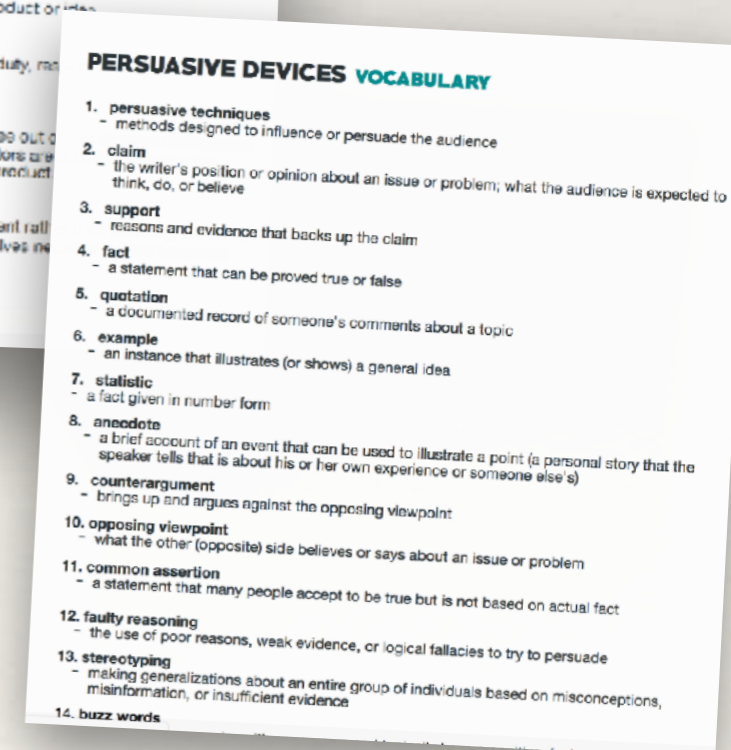 product or idea
duty,
PERSUASIVE DEVICES VOCABULARY
1. persuasive techniques
- methods designed to influence or persuade the audience
2. claim
- the writer's position or opinion about an issue or problem; what the audience is expected to
think, do, or believe
3. support
- reasons and evidence that backs up the claim
4. fact
- a statement that can be proved true or false
5. quotation
- a documented record of someone's comments about a topic
6. example
- an instance that illustrates (or shows) a general idea
7. statistic
- a fact given in number form
8. anecdote
- a brief account of an event that can be used to illustrate a point (a personal story that the
speaker tells that is about his or her own experience or someone else's)
9. counterargument
- brings up and argues against the opposing viewpoint
10. opposing viewpoint
- what the other (opposite) side believes or says about an issue or problem
11. common assertion
- a statement that many people accept to be true but is not based on actual fact
12. faulty reasoning
- the use of poor reasons, weak evidence, or logical fallacies to try to persuade
13. stereotyping
- making generalizations about an entire group of individuals based on misconceptions,
misinformation, or insufficient evidence
14. buzz words